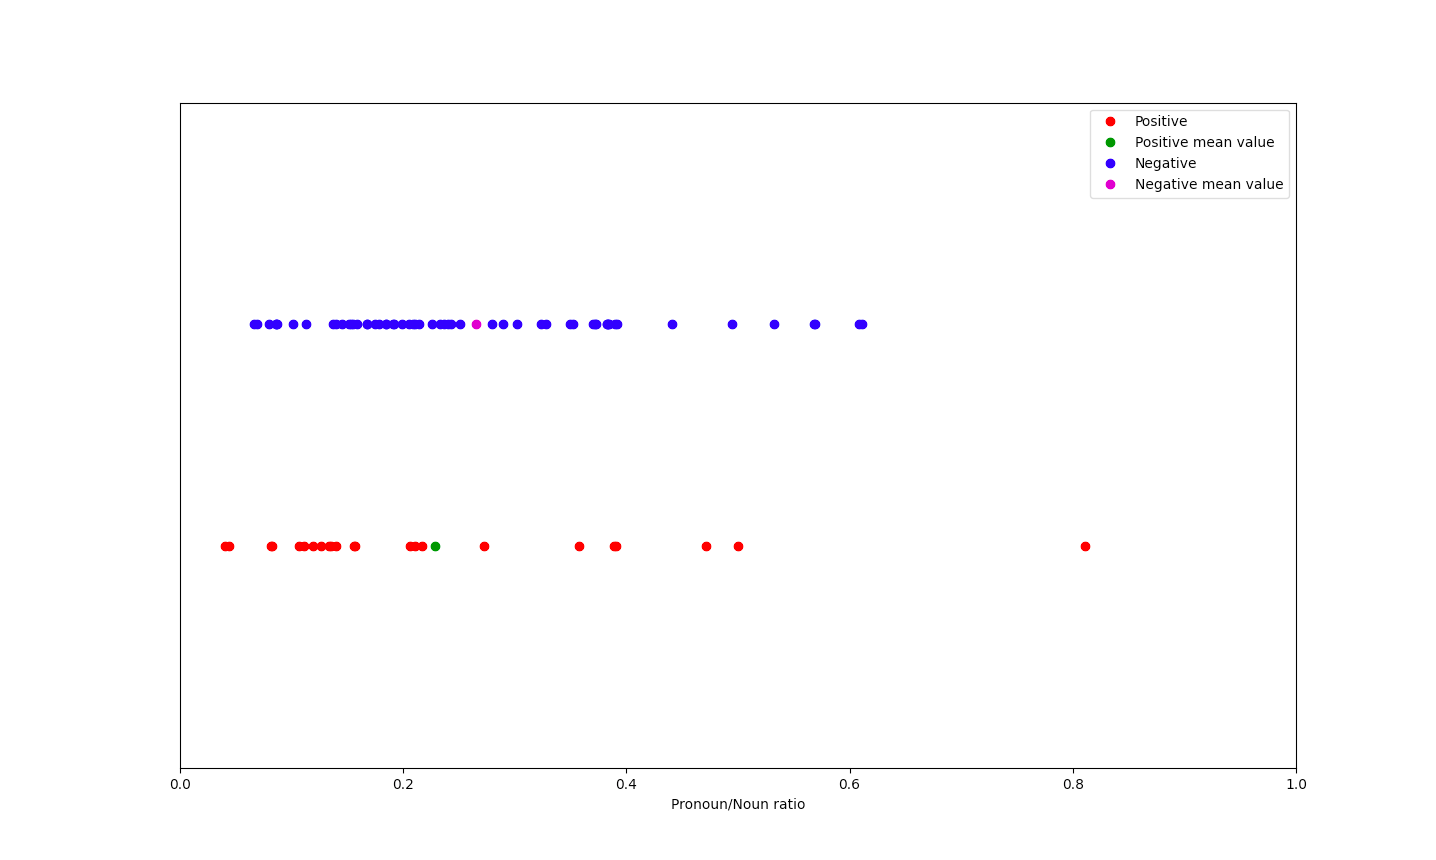 Positive
Positive mean value
Negative
Negative mean value
0.0 0.2 0.4 0.6 0.8 1.0
Pronoun/Noun ratio